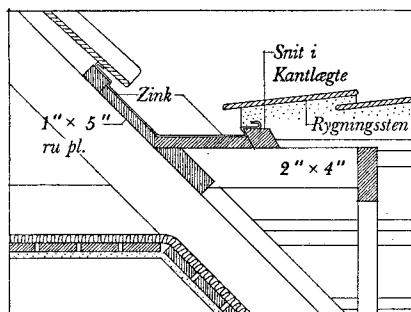 Snit i
Kantlægte
Zink
1" × 5"
ru pl.
Rygningssten
2" × 4"